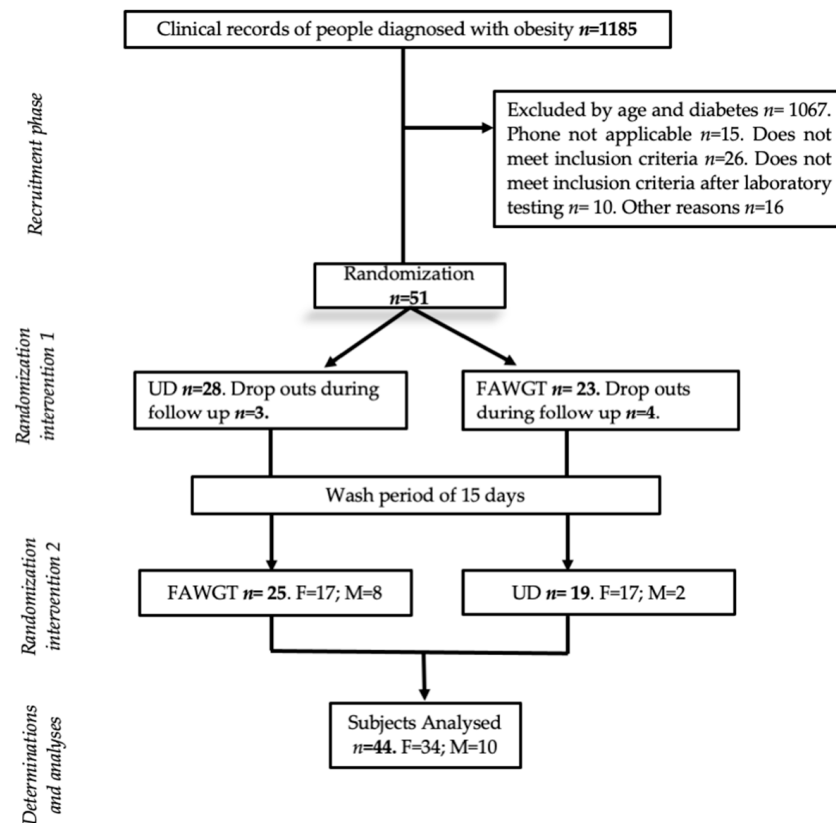 Clinical records of people diagnosed with obesity n=1185
Recruitment phase
Excluded by age and diabetes n= 1067.
Phone not applicable n=15. Does not
meet inclusion criteria n=26. Does not
meet inclusion criteria after laboratory
testing n= 10. Other reasons n=16
Randomization
n=51
Randomization
intervention 1
UD n=28. Drop outs during
follow up n=3.
FAWGT n= 23. Drop outs
during follow up n=4.
Wash period of 15 days
Randomization
intervention 2
FAWGT n= 25. F=17; M=8
UD n= 19. F=17; M=2
Determinations
and analyses
Subjects Analysed
n=44. F=34; M=10